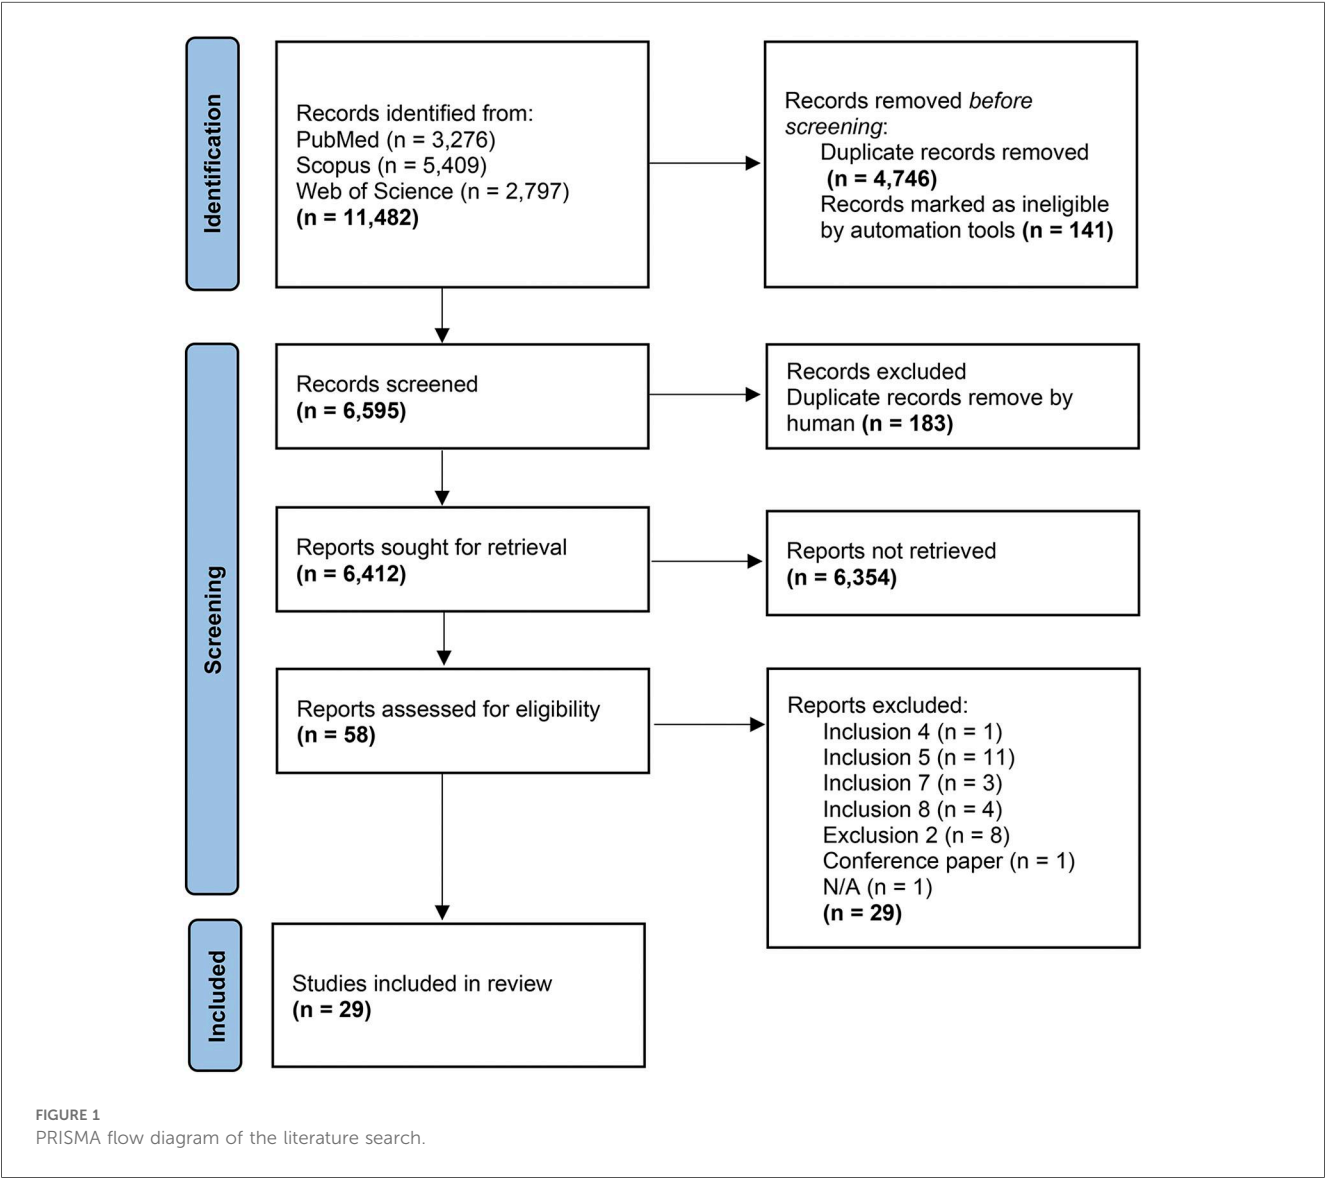 Identification
Records identified from:
PubMed (n = 3,276)
Scopus (n = 5,409)
Web of Science (n = 2,797)
(n = 11,482)
Records removed before
screening:
Duplicate records removed
(n = 4,746)
Records marked as ineligible
by automation tools (n = 141)
Screening
Records screened
(n = 6,595)
Records excluded
Duplicate records remove by
human (n = 183)
Reports sought for retrieval
(n = 6,412)
Reports not retrieved
(n = 6,354)
Reports assessed for eligibility
(n = 58)
Reports excluded:
Inclusion 4 (n = 1)
Inclusion 5 (n = 11)
Inclusion 7 (n = 3)
Inclusion 8 (n = 4)
Exclusion 2 (n = 8)
Conference paper (n = 1)
N/A (n = 1)
(n = 29)
Included
Studies included in review
(n = 29)
FIGURE 1
PRISMA flow diagram of the literature search.